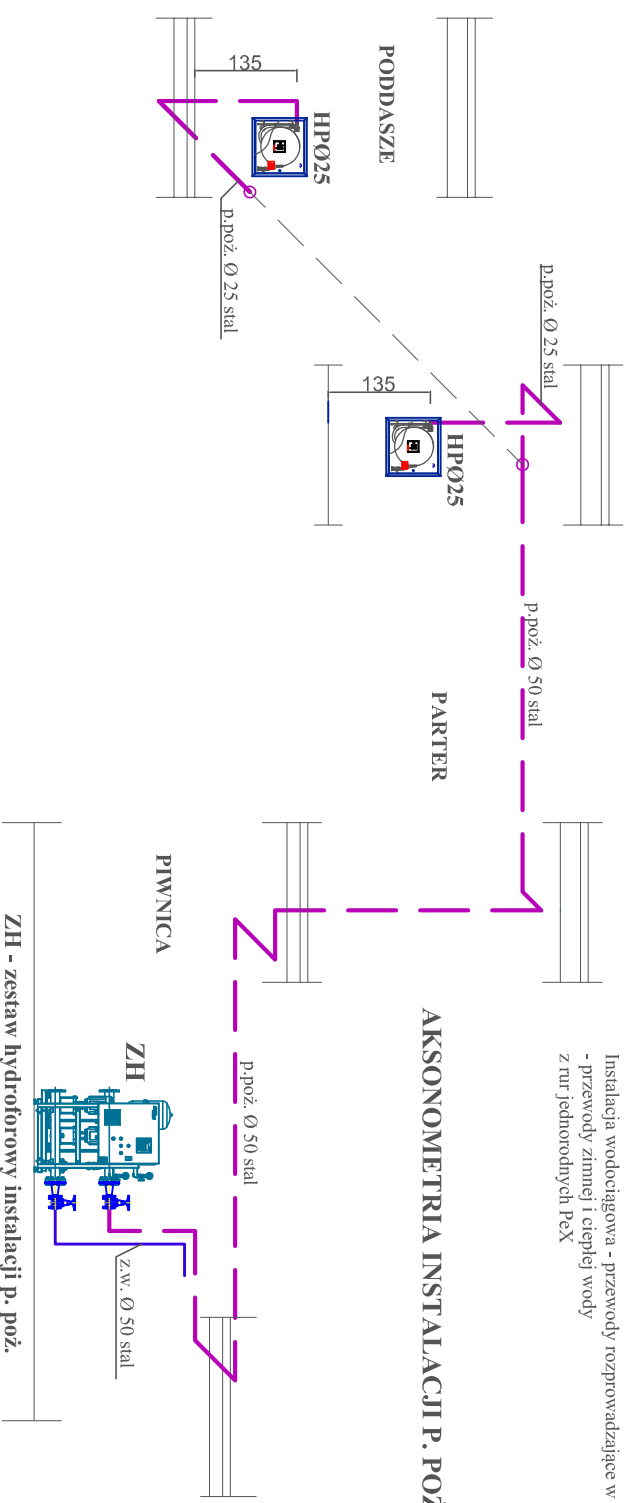 Instalacja wodociągowa - przewody rozprowadzające w
- przewody zimnej i ciepłej wody
z rur jednorodnych PeX
AKSONOMETRIA INSTALACJI P. POŻ
PODDASZE
135
HPØ25
p.poż. Ø 25 stal
p.poż. Ø 25 stal
135
HPØ25
p.poż. Ø 50 stal
PARTER
PIWNICA
p.poż. Ø 50 stal
ZH
z.w. Ø 50 stal
ZH - zestaw hydroforowy instalacji p. poż.